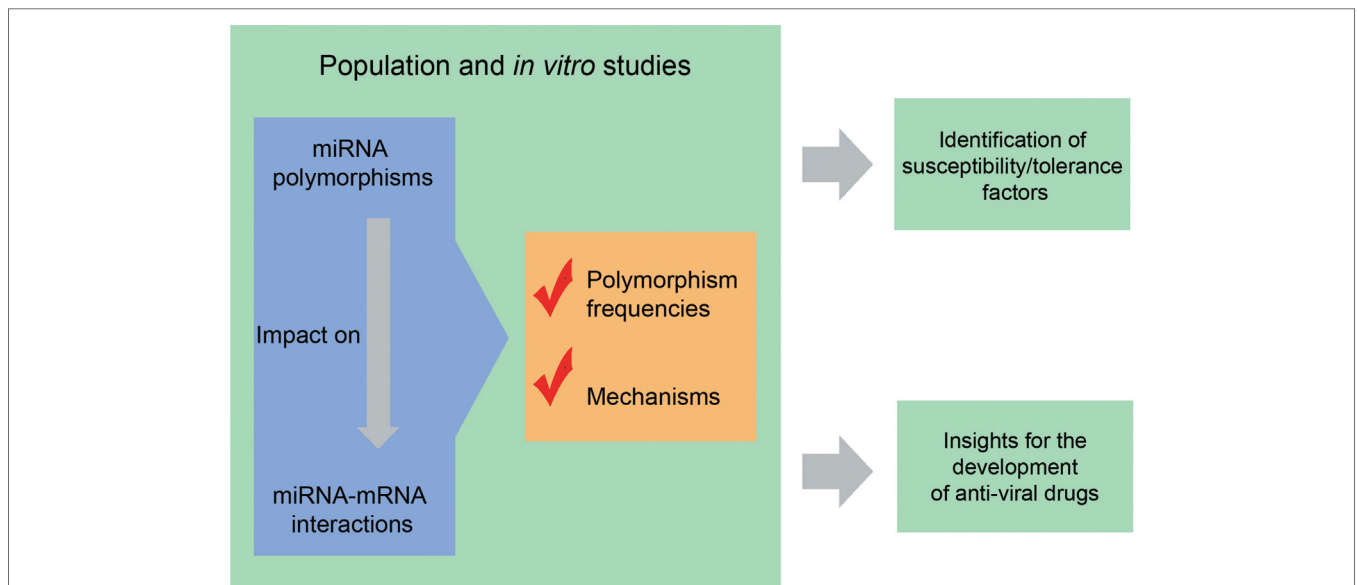 Population and in vitro studies
miRNA
polymorphisms
Impact on
miRNA-mRNA
interactions
Polymorphism
frequencies
Mechanisms
Identification of
susceptibility/tolerance
factors
Insights for the
development
of anti-viral drugs